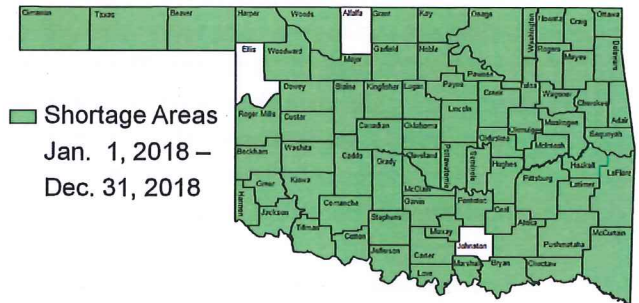 Cimarron
Texas
Beaver
Harper
Woods
Alfalfa
Grant
Kay
Osage
Washington
Nowata
Craig
Ottawa
Ellis
Woodward
Major
Garfield
Noble
Pawnee
Rogers
Mayes
Delaware
Dewey
Blaine
Kingfisher
Logan
Payne
Creek
Tulsa
Wagoner
Cherokee
Adair
Shortage Areas
Jan. 1, 2018 –
Dec. 31, 2018
Roger Mills
Custer
Canadian
Oklahoma
Lincoln
Okfuskee
Okmulgee
Muskogee
Sequoyah
Beckham
Washita
Caddo
Grady
Cleveland
Pottawatomie
Seminole
Hughes
McIntosh
Haskell
LeFlore
Greer
Kiowa
McClain
Pittsburg
Latimer
Harmon
Jackson
Comanche
Garvin
Pontotoc
Coal
Tillman
Cotton
Stephens
Murray
Johnston
Atoka
Pushmataha
McCurtain
Jefferson
Carter
Love
Marshall
Bryan
Choctaw